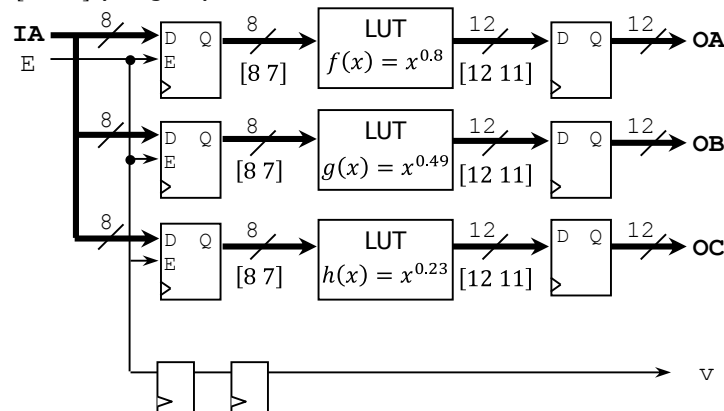 IA 8 D Q 8 LUT 12 D Q 12 OA
E E [8 7] f(x) = x^0.8 [12 11]
8 D Q 8 LUT 12 D Q 12 OB
E [8 7] g(x) = x^0.49 [12 11]
8 D Q 8 LUT 12 D Q 12 OC
E [8 7] h(x) = x^0.23 [12 11]
v